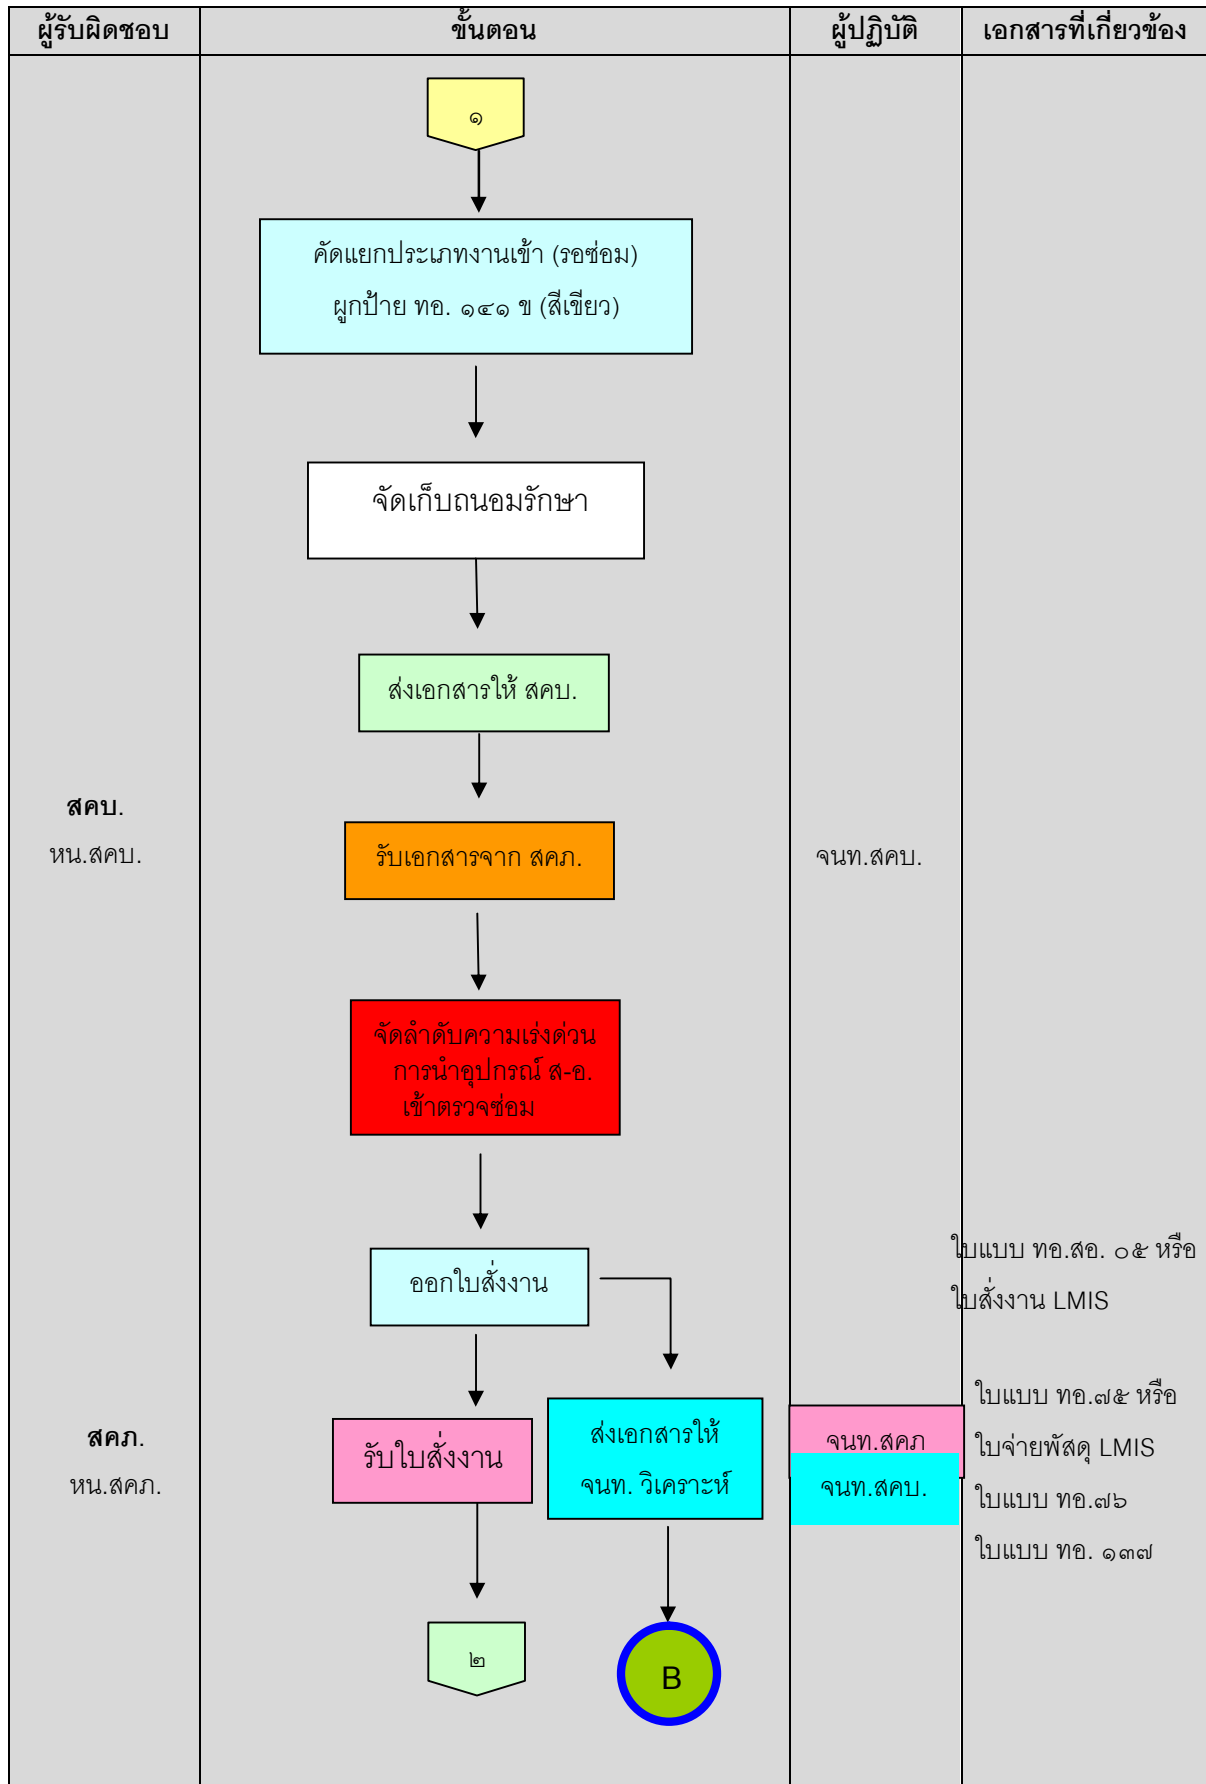 ผู้รับผิดชอบ
ขั้นตอน
ผู้ปฏิบัติ
เอกสารที่เกี่ยวข้อง
๑
คัดแยกประเภทงานเข้า (รอซ่อม)
ผูกป้าย ทอ. ๑๔๑ ข (สีเขียว)
จัดเก็บถนอมรักษา
ส่งเอกสารให้ สคบ.
สคบ.
หน.สคบ.
รับเอกสารจาก สคภ.
จนท.สคบ.
จัดลำดับความเร่งด่วน
การนำอุปกรณ์ ส-อ.
เข้าตรวจซ่อม
ออกใบสั่งงาน
ใบแบบ ทอ.สอ. ๐๕ หรือ
ใบสั่งงาน LMIS
สคภ.
หน.สคภ.
รับใบสั่งงาน
ส่งเอกสารให้
จนท. วิเคราะห์
จนท.สคภ
จนท.สคบ.
ใบแบบ ทอ.๗๕ หรือ
ใบจ่ายพัสดุ LMIS
ใบแบบ ทอ.๗๖
ใบแบบ ทอ. ๑๓๗
๒
B